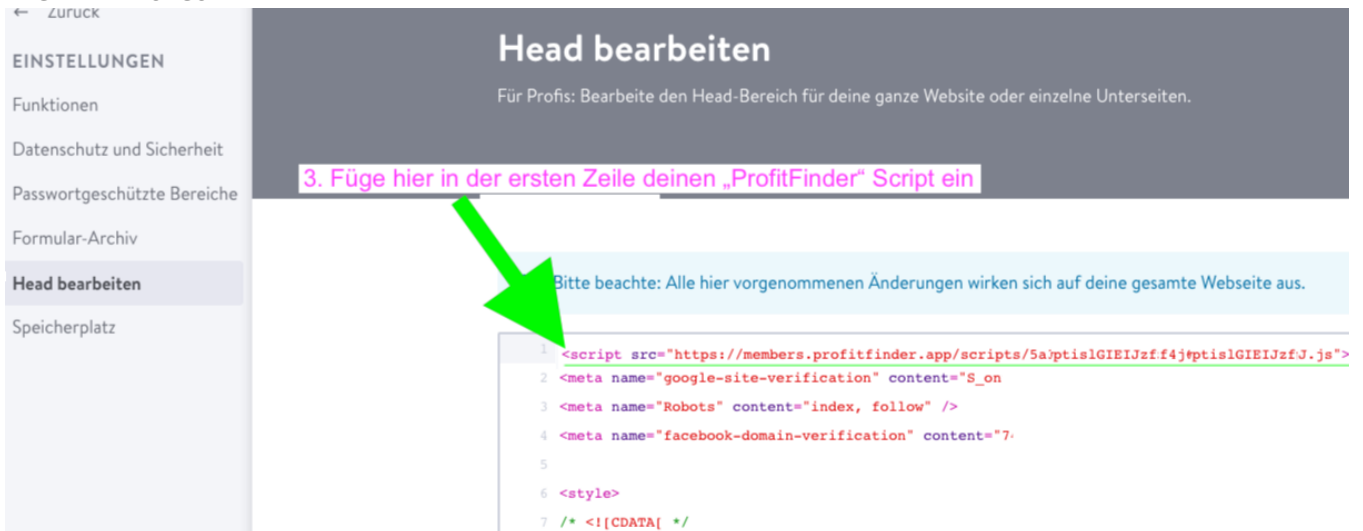 ← Zurück
EINSTELLUNGEN
Funktionen
Datenschutz und Sicherheit
Passwortgeschützte Bereiche
Formular-Archiv
Head bearbeiten
Speicherplatz
Head bearbeiten
Für Profis: Bearbeite den Head-Bereich für deine ganze Website oder einzelne Unterseiten.
3. Füge hier in der ersten Zeile deinen „ProfitFinder“ Script ein
Bitte beachte: Alle hier vorgenommenen Änderungen wirken sich auf deine gesamte Webseite aus.
1 <script src="https://members.profitfinder.app/scripts/
2 <meta name="google-site-verification" content="S_on
3 <meta name="Robots" content="index, follow" />
4 <meta name="facebook-domain-verification" content="7
5
6 <style>
7 /* <![CDATA[ */